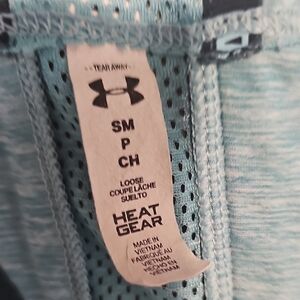 --TEAR AWAY--
SM
P
CH
LOOSE
COUPE LÂCHE
SUELTO
HEAT
GEAR
MADE IN
VIETNAM
FABRIQUÉ AU
VIETNAM
HECHO EN
VIETNAM